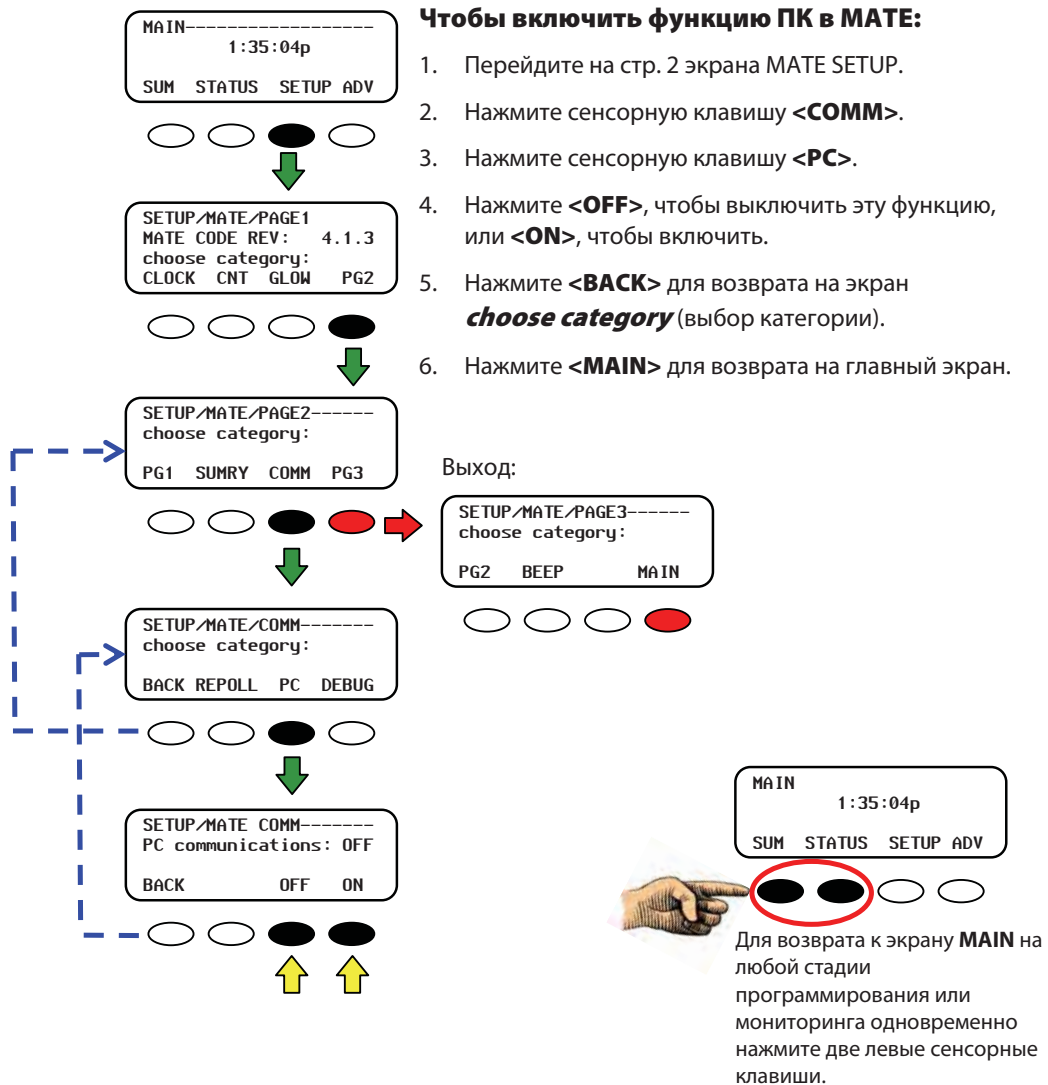 MAIN------------------
1:35:04p
SUM STATUS SETUP ADV
SETUP/MATE/PAGE1
MATE CODE REV: 4.1.3
choose category:
CLOCK CNT GLOW PG2
SETUP/MATE/PAGE2------
choose category:
PG1 SUMRY COMM PG3
SETUP/MATE/COMM-------
choose category:
BACK REPOLL PC DEBUG
SETUP/MATE COMM-------
PC communications: OFF
BACK OFF ON
Чтобы включить функцию ПК в MATE:
1. Перейдите на стр. 2 экрана MATE SETUP.
2. Нажмите сенсорную клавишу <COMM>.
3. Нажмите сенсорную клавишу <PC>.
4. Нажмите <OFF>, чтобы выключить эту функцию,
или <ON>, чтобы включить.
5. Нажмите <BACK> для возврата на экран
choose category (выбор категории).
6. Нажмите <MAIN> для возврата на главный экран.
Выход:
SETUP/MATE/PAGE3------
choose category:
PG2 BEEP MAIN
MAIN
1:35:04p
SUM STATUS SETUP ADV
Для возврата к экрану MAIN на
любой стадии
программирования или
мониторинга одновременно
нажмите две левые сенсорные
клавиши.